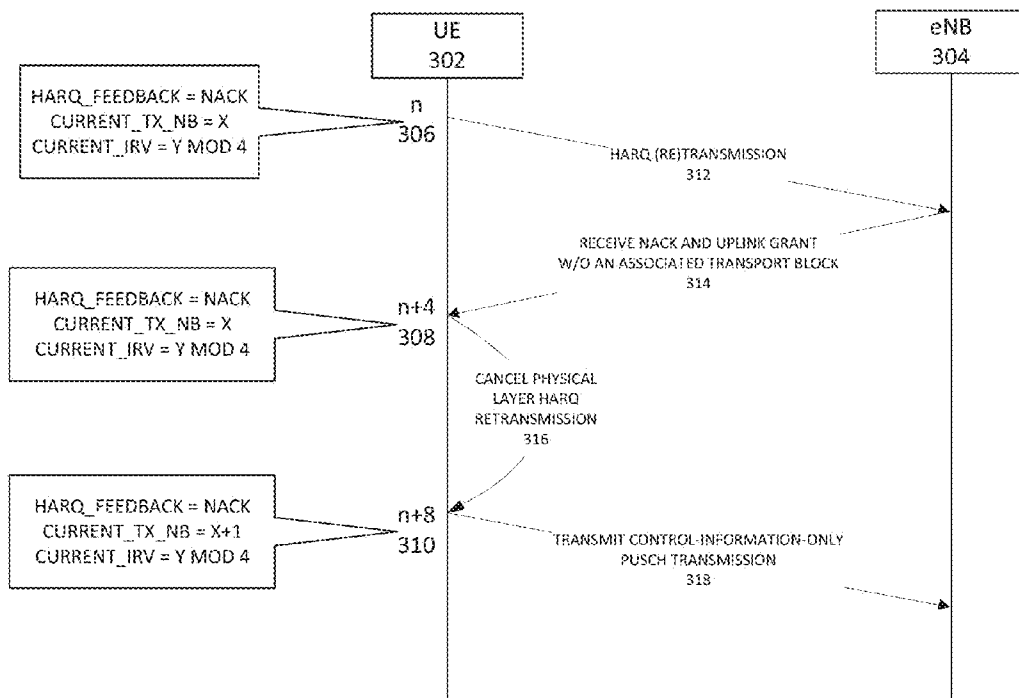 UE
302
eNB
304
HARQ_FEEDBACK = NACK
CURRENT_TX_NB = X
CURRENT_IRV = Y MOD 4
n
306
HARQ (RE)TRANSMISSION
312
RECEIVE NACK AND UPLINK GRANT
W/O AN ASSOCIATED TRANSPORT BLOCK
314
HARQ_FEEDBACK = NACK
CURRENT_TX_NB = X
CURRENT_IRV = Y MOD 4
n+4
308
CANCEL PHYSICAL
LAYER HARQ
RETRANSMISSION
316
HARQ_FEEDBACK = NACK
CURRENT_TX_NB = X+1
CURRENT_IRV = Y MOD 4
n+8
310
TRANSMIT CONTROL-INFORMATION-ONLY
PUSCH TRANSMISSION
318